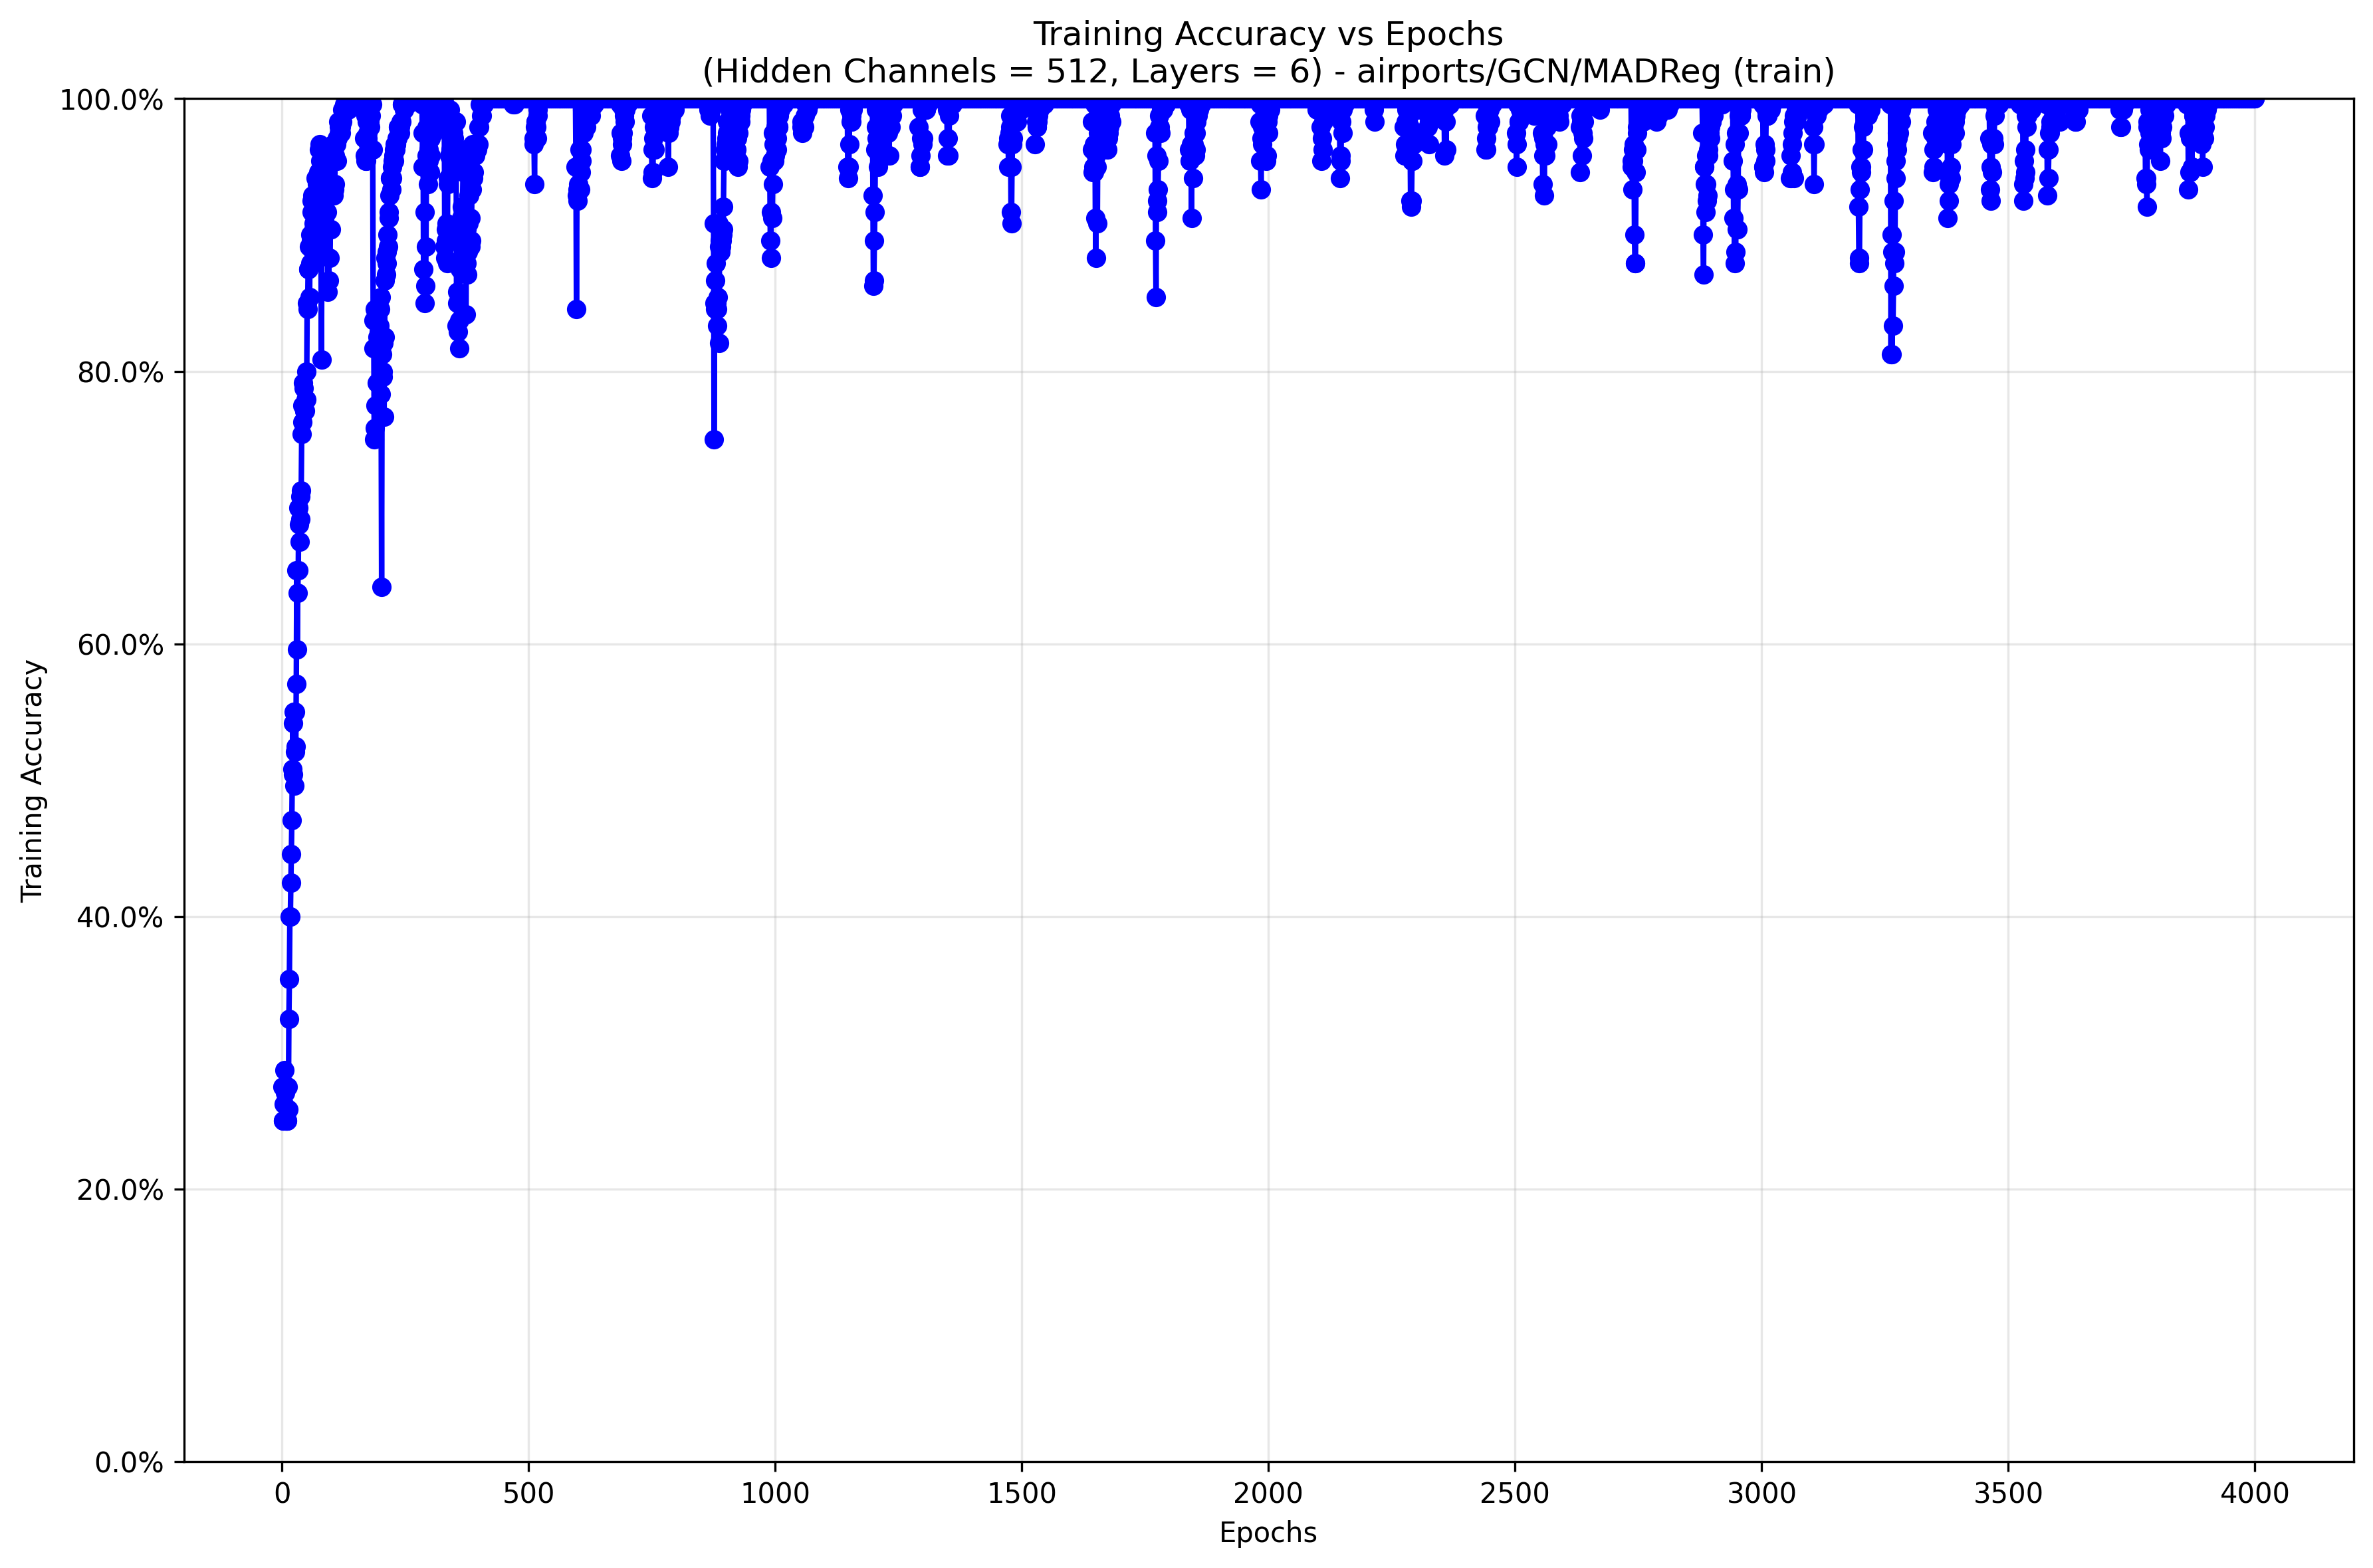 Training Accuracy vs Epochs
(Hidden Channels = 512, Layers = 6) - airports/GCN/MADReg (train)
100.0%
80.0%
60.0%
40.0%
20.0%
0.0%
Training Accuracy
0 500 1000 1500 2000 2500 3000 3500 4000
Epochs